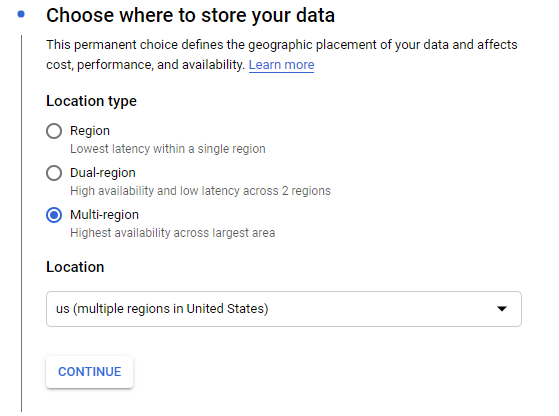 Choose where to store your data
This permanent choice defines the geographic placement of your data and affects
cost, performance, and availability. Learn more
Location type
Region
Lowest latency within a single region
Dual-region
High availability and low latency across 2 regions
Multi-region
Highest availability across largest area
Location
us (multiple regions in United States)
CONTINUE